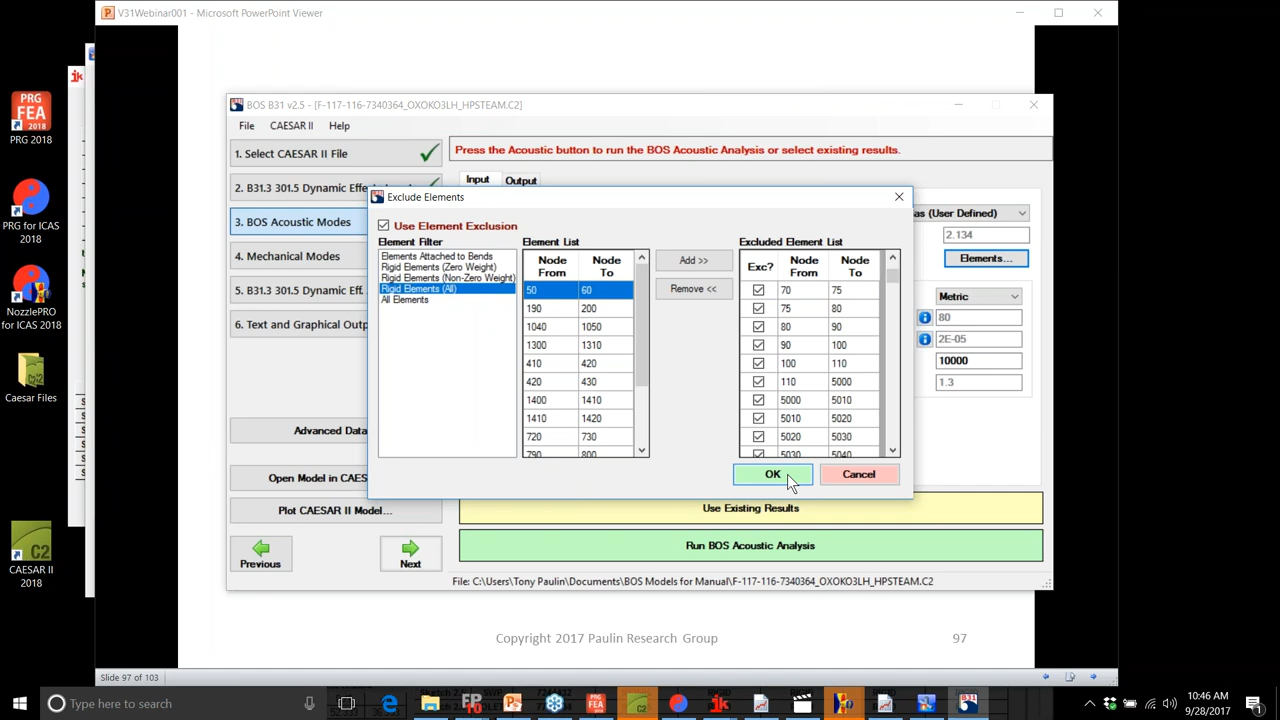 V31Webinar001 - Microsoft PowerPoint Viewer
PRG
FEA
2018
PRG 2018
PRG for ICAS
2018
NozzlePRO
for ICAS 2018
Caesar Files
C2
CAESAR II
2018
BOS B31 v2.5 - [F-117-116-7340364_OXOKO3LH_HPSTEAM.C2]
File CAESAR II Help
1. Select CAESAR II File
2. B31.3 301.5 Dynamic Effe
3. BOS Acoustic Modes
4. Mechanical Modes
5. B31.3 301.5 Dynamic Eff.
6. Text and Graphical Outp
Advanced Data
Open Model in CAES
Plot CAESAR II Model...
Previous
Next
Press the Acoustic button to run the BOS Acoustic Analysis or select existing results.
Input Output
as (User Defined)
2.134
Elements...
Metric
80
2E-05
10000
1.3
Exclude Elements
Use Element Exclusion
Element Filter
Elements Attached to Bends
Rigid Elements (Zero Weight)
Rigid Elements (Non-Zero Weight)
Rigid Elements (All)
All Elements
Element List
Node From Node To
50 60
190 200
1040 1050
1300 1310
410 420
420 430
1400 1410
1410 1420
720 730
790 800
Add >>
Remove <<
Excluded Element List
Exc? Node From Node To
70 75
75 80
80 90
90 100
100 110
110 5000
5000 5010
5010 5020
5020 5030
5030 5040
OK
Cancel
Use Existing Results
Run BOS Acoustic Analysis
File: C:\Users\Tony Paulin\Documents\BOS Models for Manual\F-117-116-7340364_OXOKO3LH_HPSTEAM.C2
Copyright 2017 Paulin Research Group
97
Slide 97 of 103
Type here to search
10:46 AM
9/28/2017